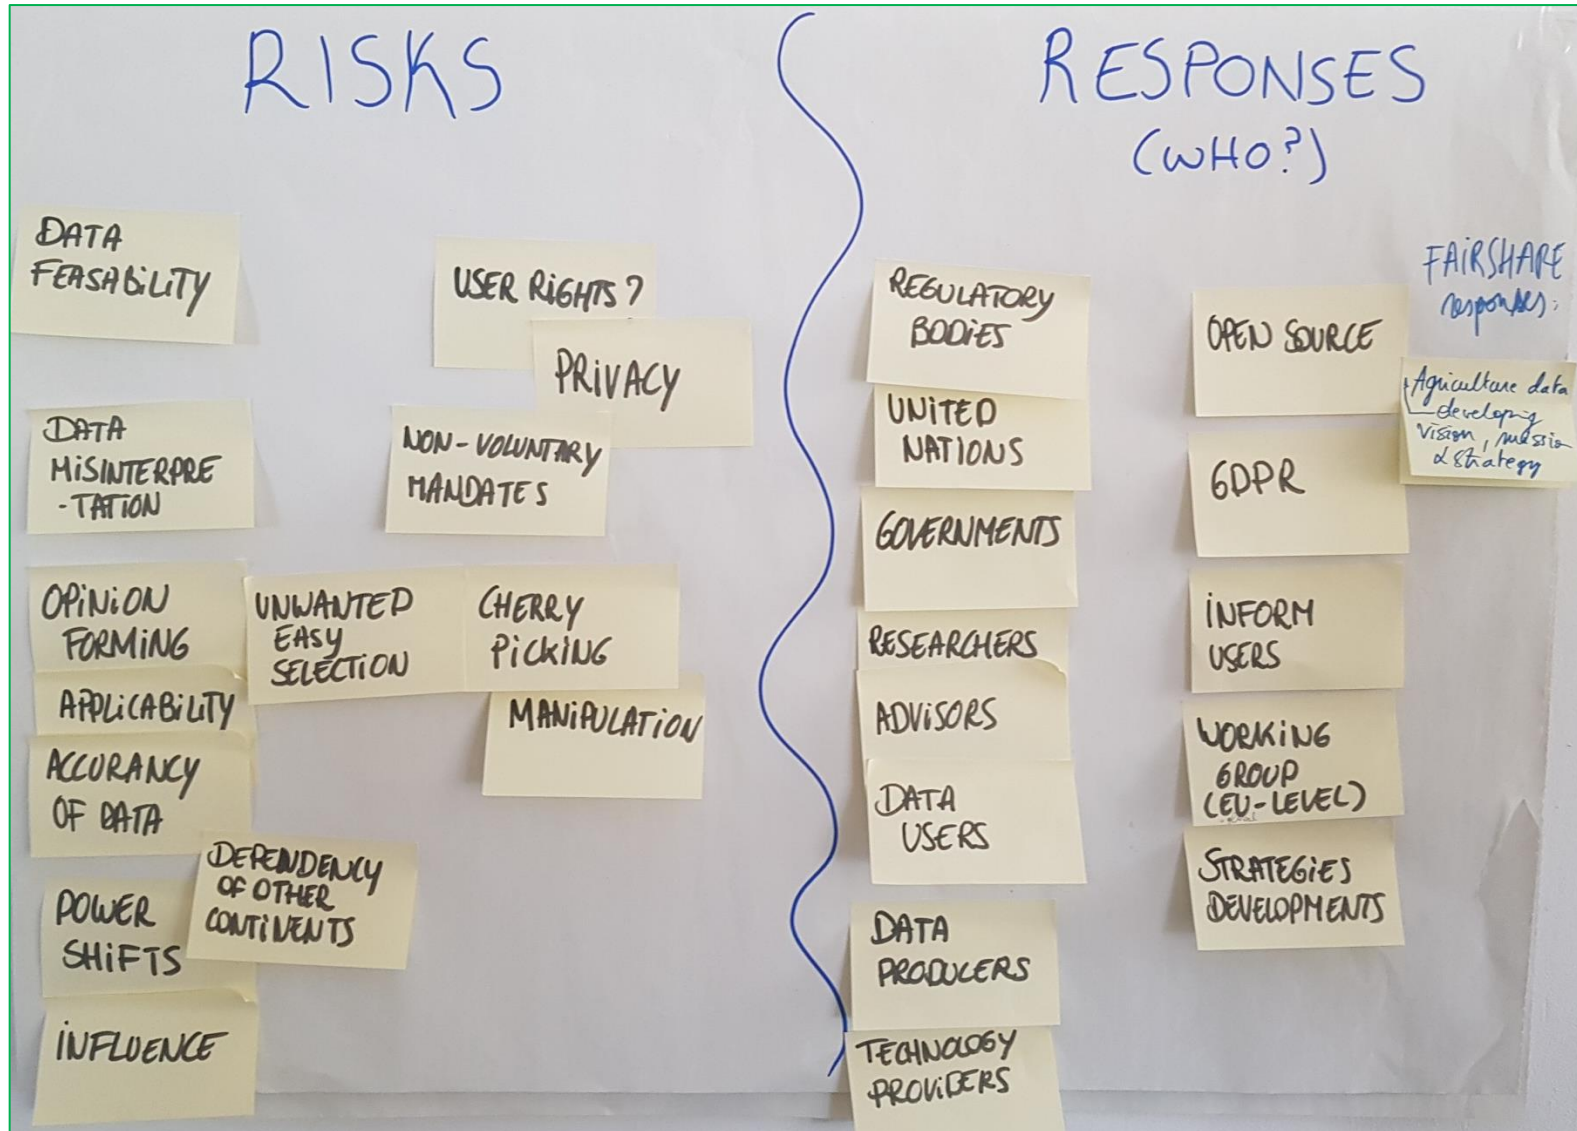 RISKS
DATA
FEASABILITY
USER RIGHTS?
PRIVACY
DATA
MISINTERPRE
-TATION
NON-VOLUNTARY
MANDATES
OPINION
FORMING
UNWANTED
EASY
SELECTION
CHERRY
PICKING
APPLICABILITY
MANIPULATION
ACCURANCY
OF DATA
DEPENDENCY
OF OTHER
CONTINENTS
POWER
SHIFTS
INFLUENCE
RESPONSES
(WHO?)
REGULATORY
BODIES
UNITED
NATIONS
GOVERNMENTS
RESEARCHERS
ADVISORS
DATA
USERS
DATA
PRODUCERS
TECHNOLOGY
PROVIDERS
OPEN SOURCE
GDPR
INFORM
USERS
WORKING
GROUP
(EU-LEVEL)
STRATEGIES
DEVELOPMENTS
FAIRSHARE
responses:
Agriculture data
developing
vision, mission
& strategy